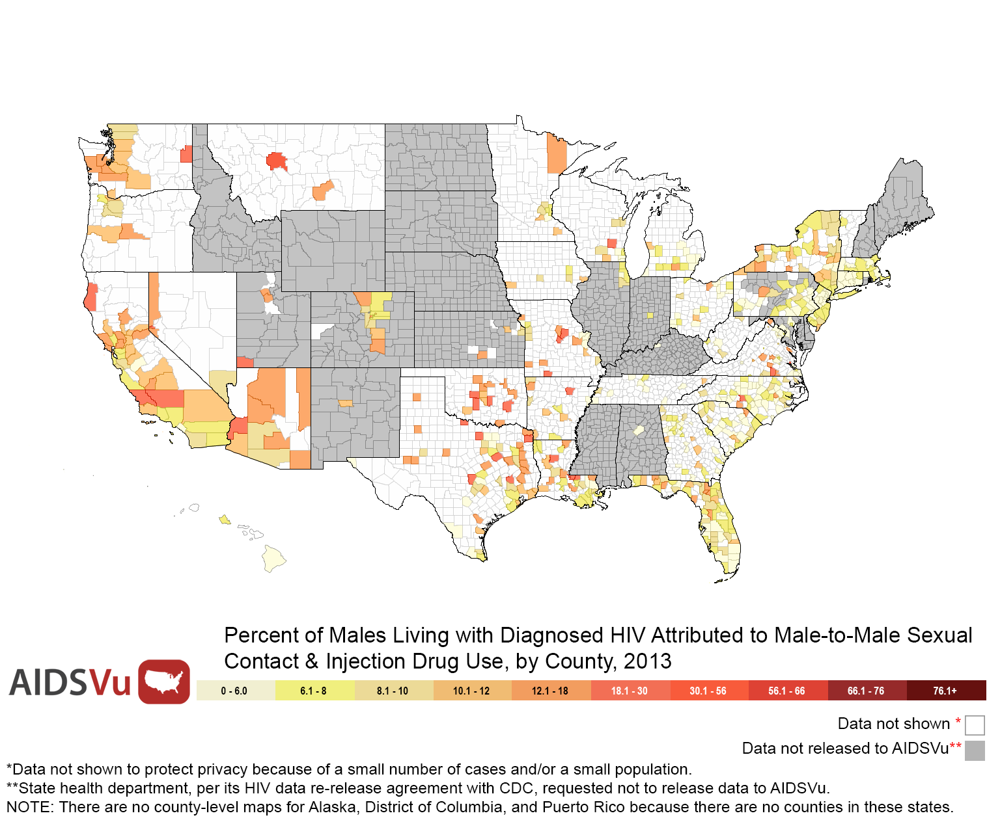 Percent of Males Living with Diagnosed HIV Attributed to Male-to-Male Sexual
Contact & Injection Drug Use, by County, 2013
AIDSVu
0 - 6.0
6.1 - 8
8.1 - 10
10.1 - 12
12.1 - 18
18.1 - 30
30.1 - 56
56.1 - 66
66.1 - 76
76.1+
Data not shown *
Data not released to AIDSVu**
*Data not shown to protect privacy because of a small number of cases and/or a small population.
**State health department, per its HIV data re-release agreement with CDC, requested not to release data to AIDSVu.
NOTE: There are no county-level maps for Alaska, District of Columbia, and Puerto Rico because there are no counties in these states.